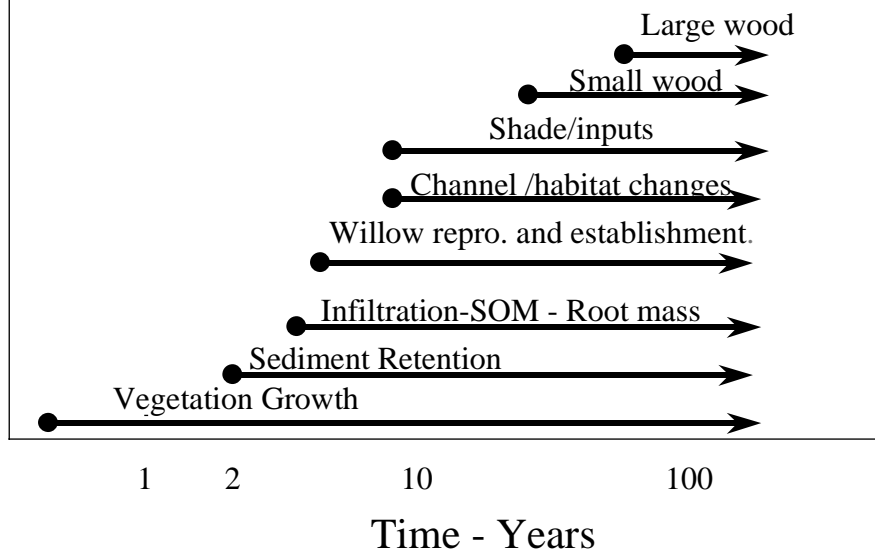 Large wood
Small wood
Shade/inputs
Channel /habitat changes
Willow repro. and establishment.
Infiltration-SOM - Root mass
Sediment Retention
Vegetation Growth
1 2 10 100
Time - Years